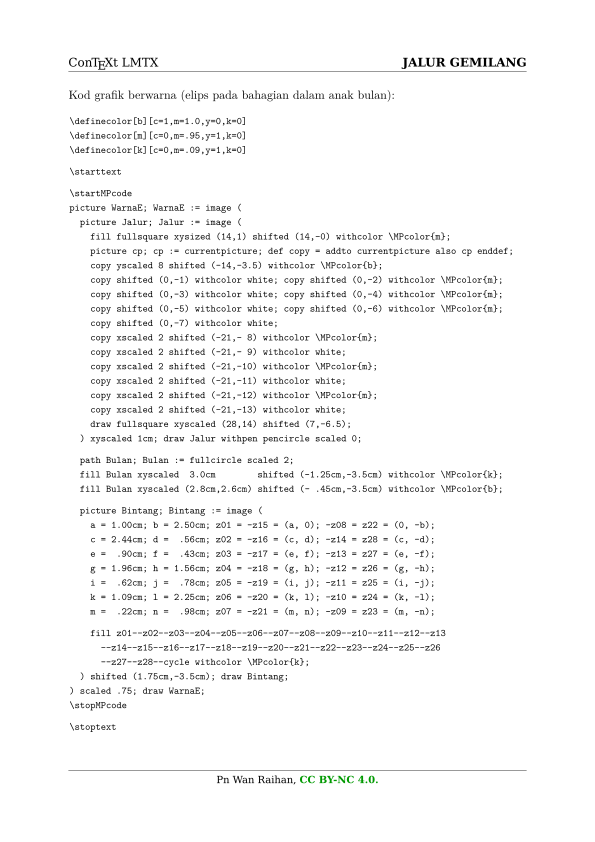 ConTEXt LMTX JALUR GEMILANG
Kod grafik berwarna (elips pada bahagian dalam anak bulan):
\definecolor[b][c=1,m=1.0,y=0,k=0]
\definecolor[m][c=0,m=.95,y=1,k=0]
\definecolor[k][c=0,m=.09,y=1,k=0]
\starttext
\startMPcode
picture WarnaE; WarnaE := image (
  picture Jalur; Jalur := image (
    fill fullsquare xysized (14,1) shifted (14,-0) withcolor \MPcolor{m};
    picture cp; cp := currentpicture; def copy = addto currentpicture also cp enddef;
    copy yscaled 8 shifted (-14,-3.5) withcolor \MPcolor{b};
    copy shifted (0,-1) withcolor white; copy shifted (0,-2) withcolor \MPcolor{m};
    copy shifted (0,-3) withcolor white; copy shifted (0,-4) withcolor \MPcolor{m};
    copy shifted (0,-5) withcolor white; copy shifted (0,-6) withcolor \MPcolor{m};
    copy shifted (0,-7) withcolor white;
    copy xscaled 2 shifted (-21,- 8) withcolor \MPcolor{m};
    copy xscaled 2 shifted (-21,- 9) withcolor white;
    copy xscaled 2 shifted (-21,-10) withcolor \MPcolor{m};
    copy xscaled 2 shifted (-21,-11) withcolor white;
    copy xscaled 2 shifted (-21,-12) withcolor \MPcolor{m};
    copy xscaled 2 shifted (-21,-13) withcolor white;
    draw fullsquare xyscaled (28,14) shifted (7,-6.5);
  ) xyscaled 1cm; draw Jalur withpen pencircle scaled 0;
  path Bulan; Bulan := fullcircle scaled 2;
  fill Bulan xyscaled  3.0cm        shifted (-1.25cm,-3.5cm) withcolor \MPcolor{k};
  fill Bulan xyscaled (2.8cm,2.6cm) shifted (- .45cm,-3.5cm) withcolor \MPcolor{b};
  picture Bintang; Bintang := image (
    a = 1.00cm; b = 2.50cm; z01 = -z15 = (a, 0); -z08 = z22 = (0, -b);
    c = 2.44cm; d =  .56cm; z02 = -z16 = (c, d); -z14 = z28 = (c, -d);
    e =  .90cm; f =  .43cm; z03 = -z17 = (e, f); -z13 = z27 = (e, -f);
    g = 1.96cm; h = 1.56cm; z04 = -z18 = (g, h); -z12 = z26 = (g, -h);
    i =  .62cm; j =  .78cm; z05 = -z19 = (i, j); -z11 = z25 = (i, -j);
    k = 1.09cm; l = 2.25cm; z06 = -z20 = (k, l); -z10 = z24 = (k, -l);
    m =  .22cm; n =  .98cm; z07 = -z21 = (m, n); -z09 = z23 = (m, -n);
    fill z01--z02--z03--z04--z05--z06--z07--z08--z09--z10--z11--z12--z13
      --z14--z15--z16--z17--z18--z19--z20--z21--z22--z23--z24--z25--z26
      --z27--z28--cycle withcolor \MPcolor{k};
  ) shifted (1.75cm,-3.5cm); draw Bintang;
) scaled .75; draw WarnaE;
\stopMPcode
\stoptext
Pn Wan Raihan, CC BY-NC 4.0.